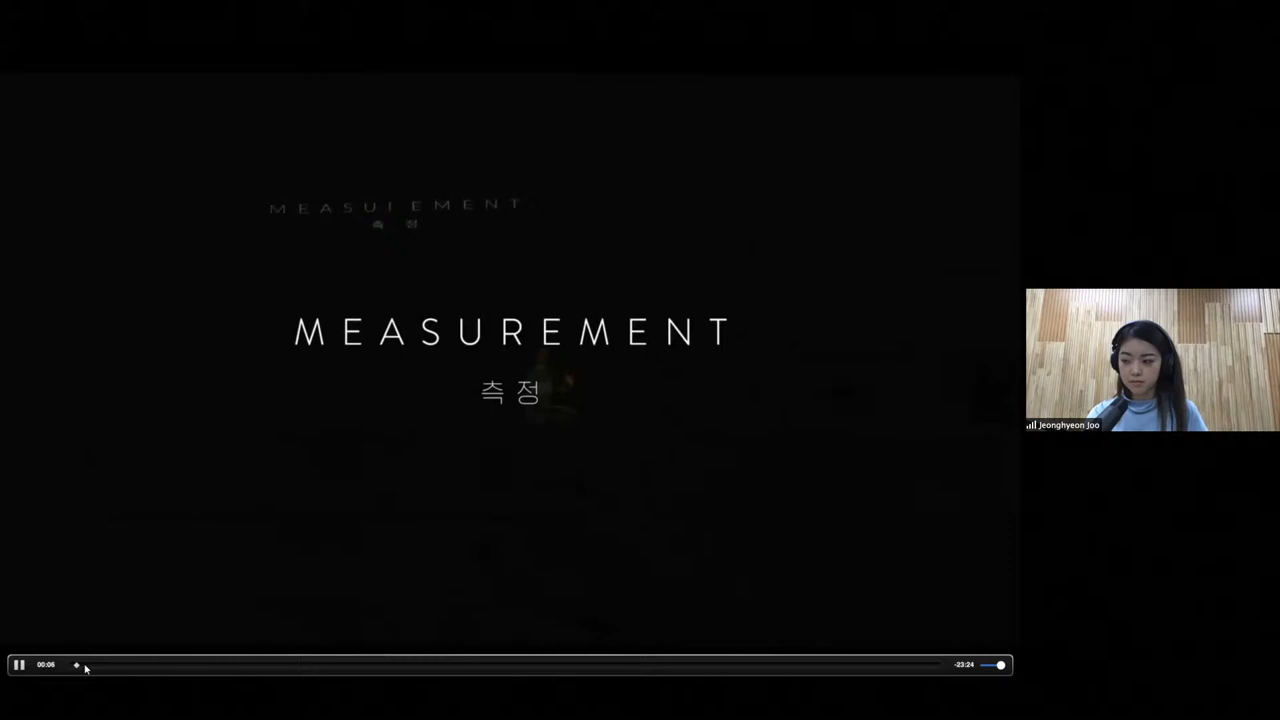 MEASUREMENT
측정
MEASUREMENT
측정
Jeonghyeon Joo
00:06
-23:24